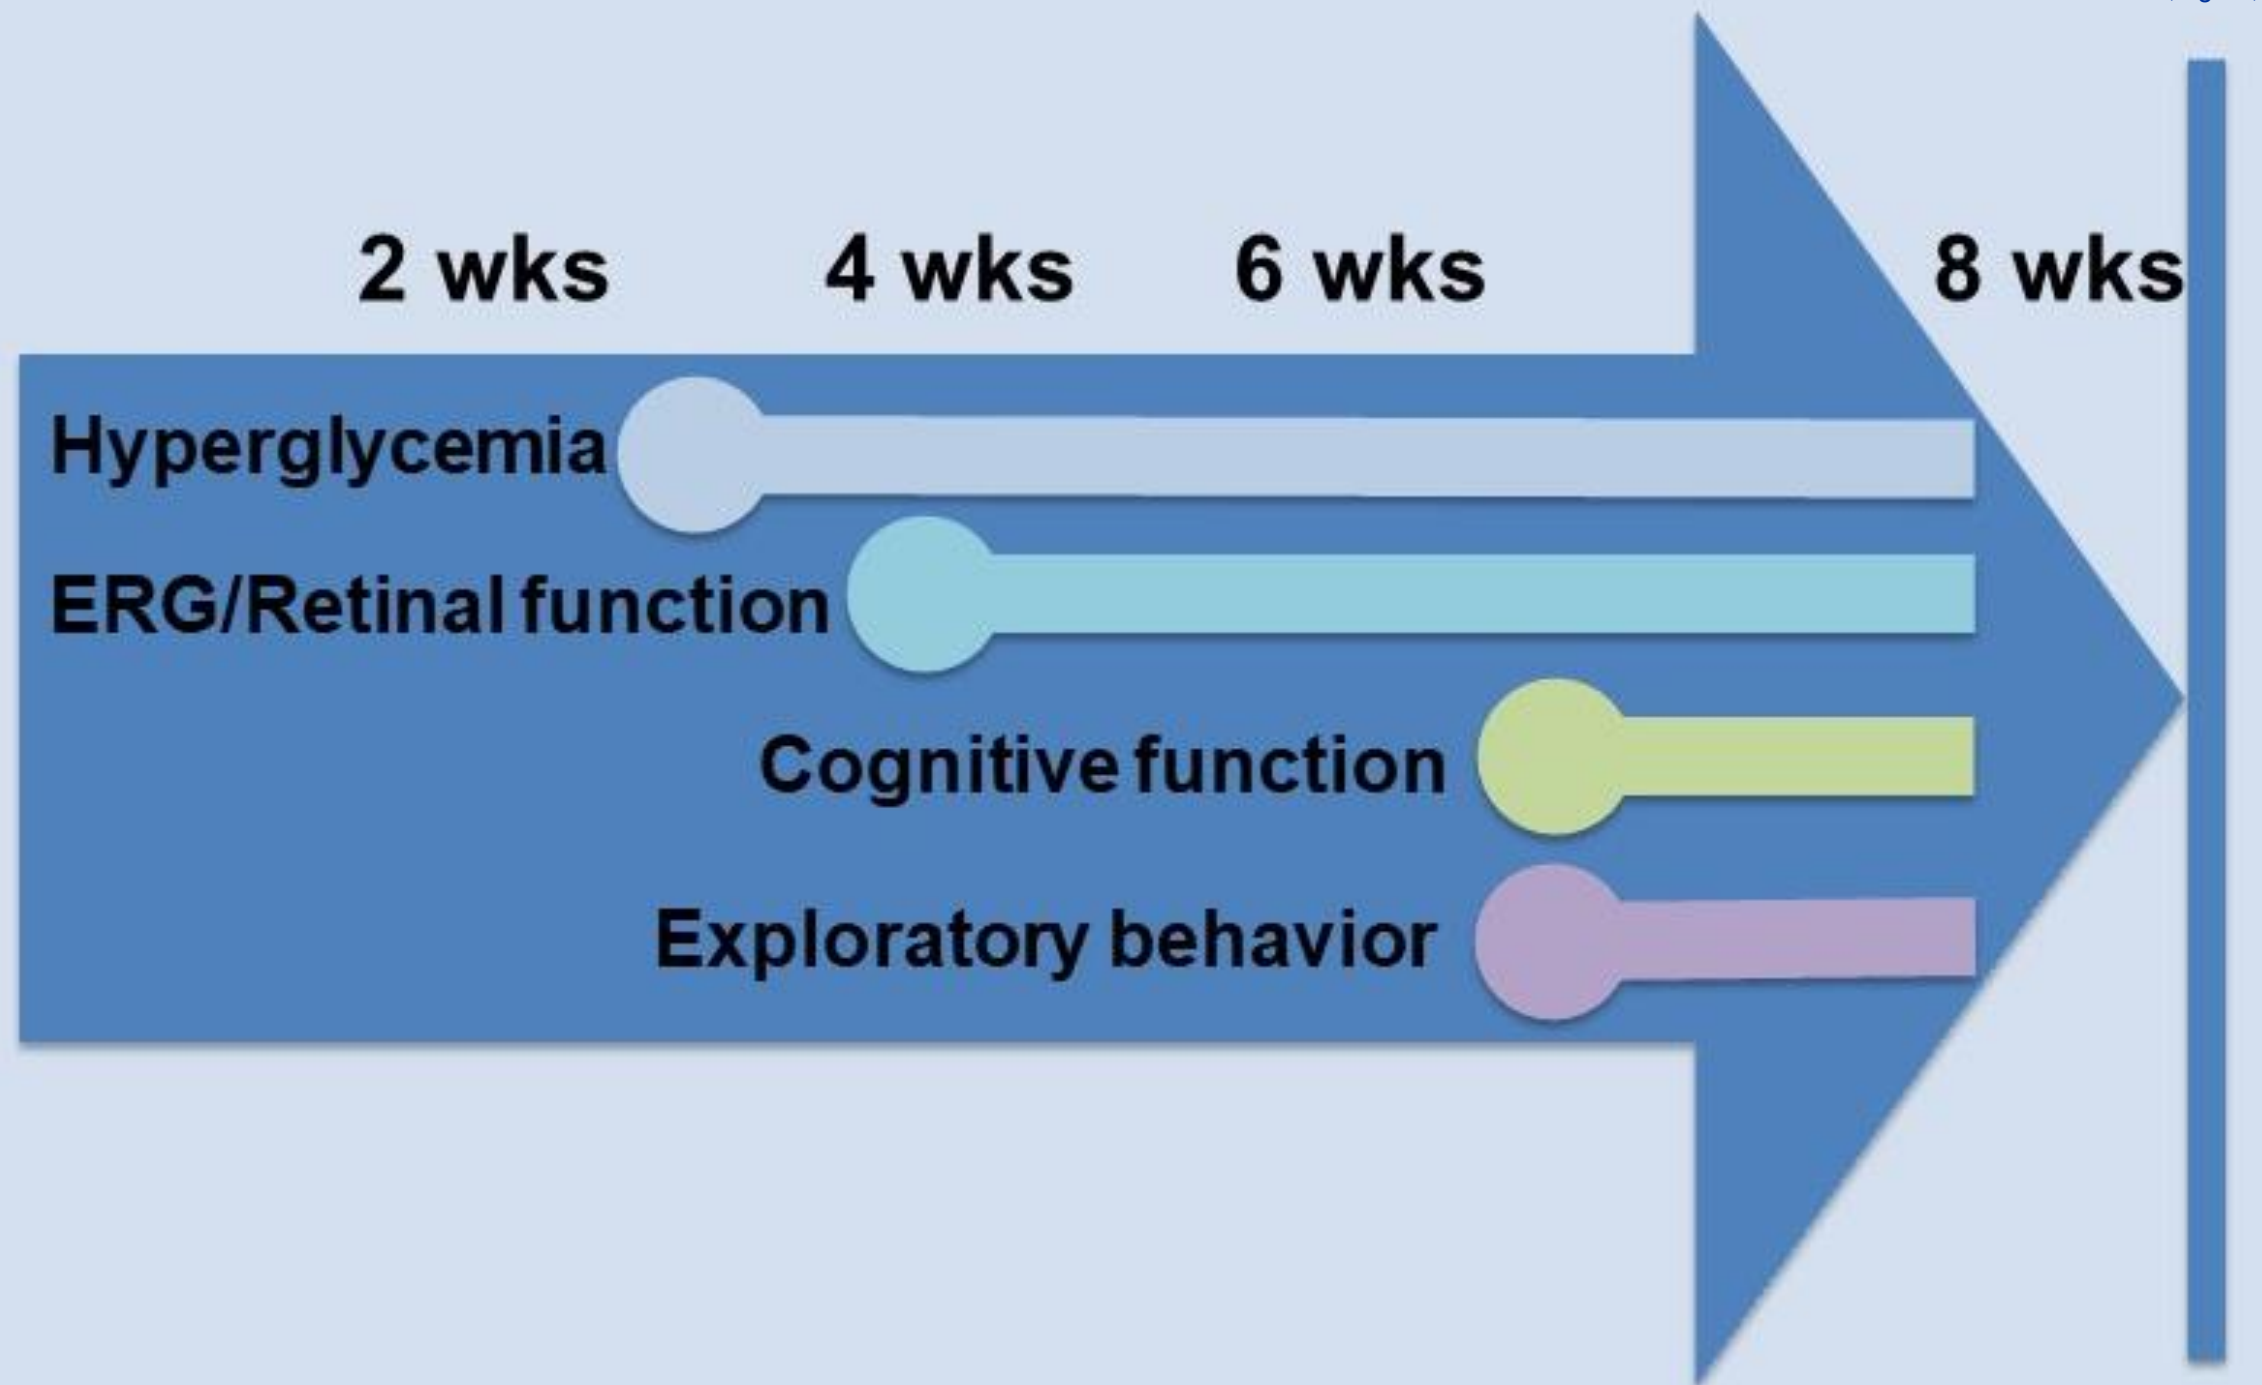 2 wks 4 wks 6 wks 8 wks
Hyperglycemia
ERG/Retinal function
Cognitive function
Exploratory behavior